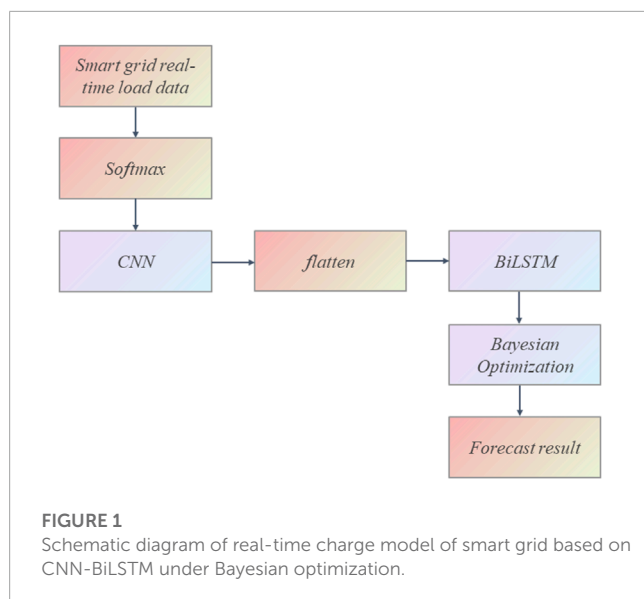 Smart grid real-
time load data
Softmax
CNN
flatten
BiLSTM
Bayesian
Optimization
Forecast result
FIGURE 1
Schematic diagram of real-time charge model of smart grid based on
CNN-BiLSTM under Bayesian optimization.